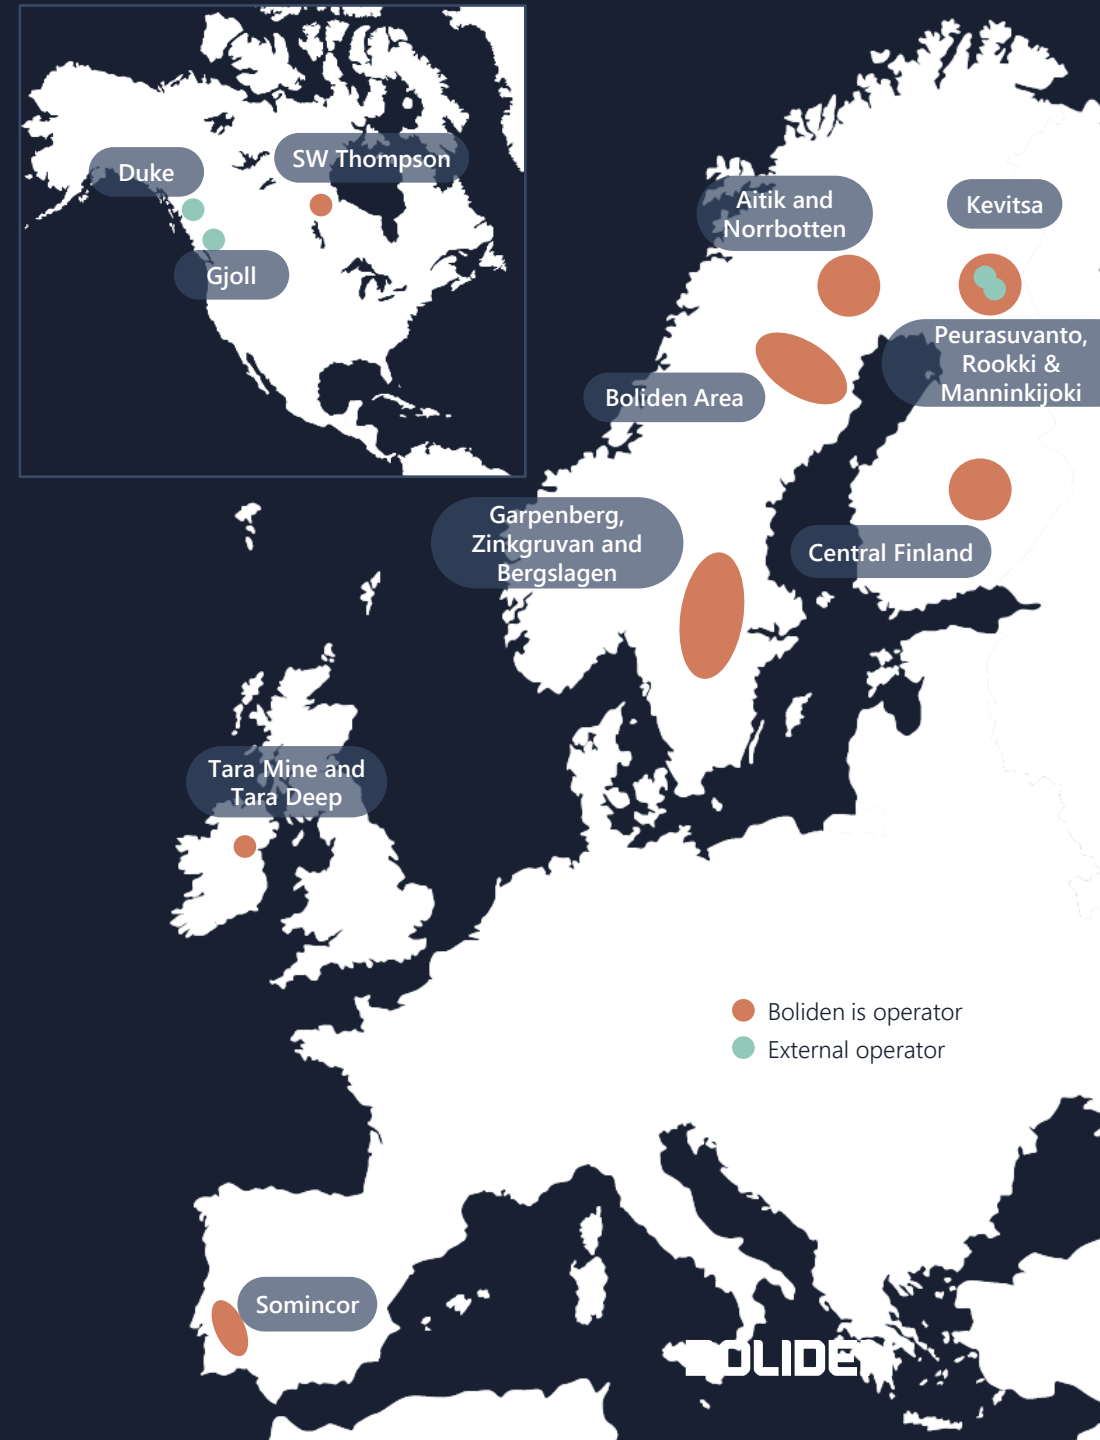 Duke
SW Thompson
Gjoll
Aitik and
Norrbotten
Kevitsa
Peurasuvanto,
Rookki &
Manninkijoki
Boliden Area
Garpenberg,
Zinkgruvan and
Bergslagen
Central Finland
Tara Mine and
Tara Deep
Boliden is operator
External operator
Somincor
BOLIDEN